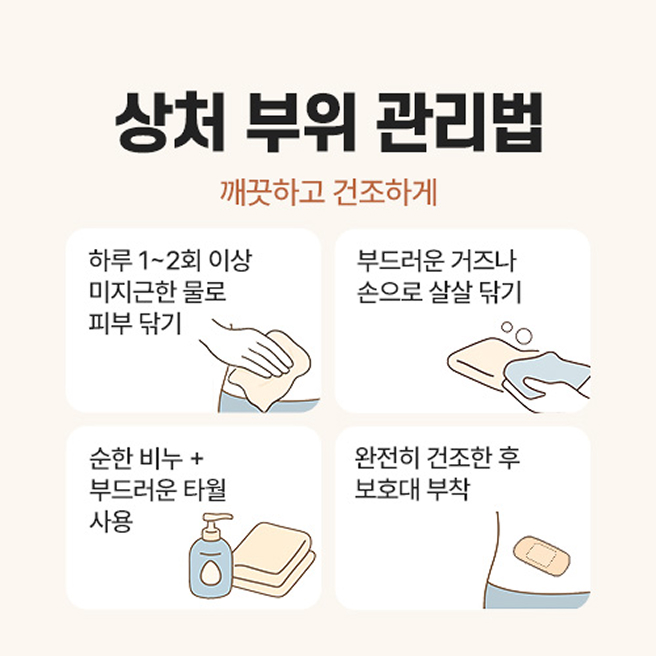 상처 부위 관리법
깨끗하고 건조하게
하루 1~2회 이상
미지근한 물로
피부 닦기
부드러운 거즈나
손으로 살살 닦기
순한 비누 +
부드러운 타월
사용
완전히 건조한 후
보호대 부착